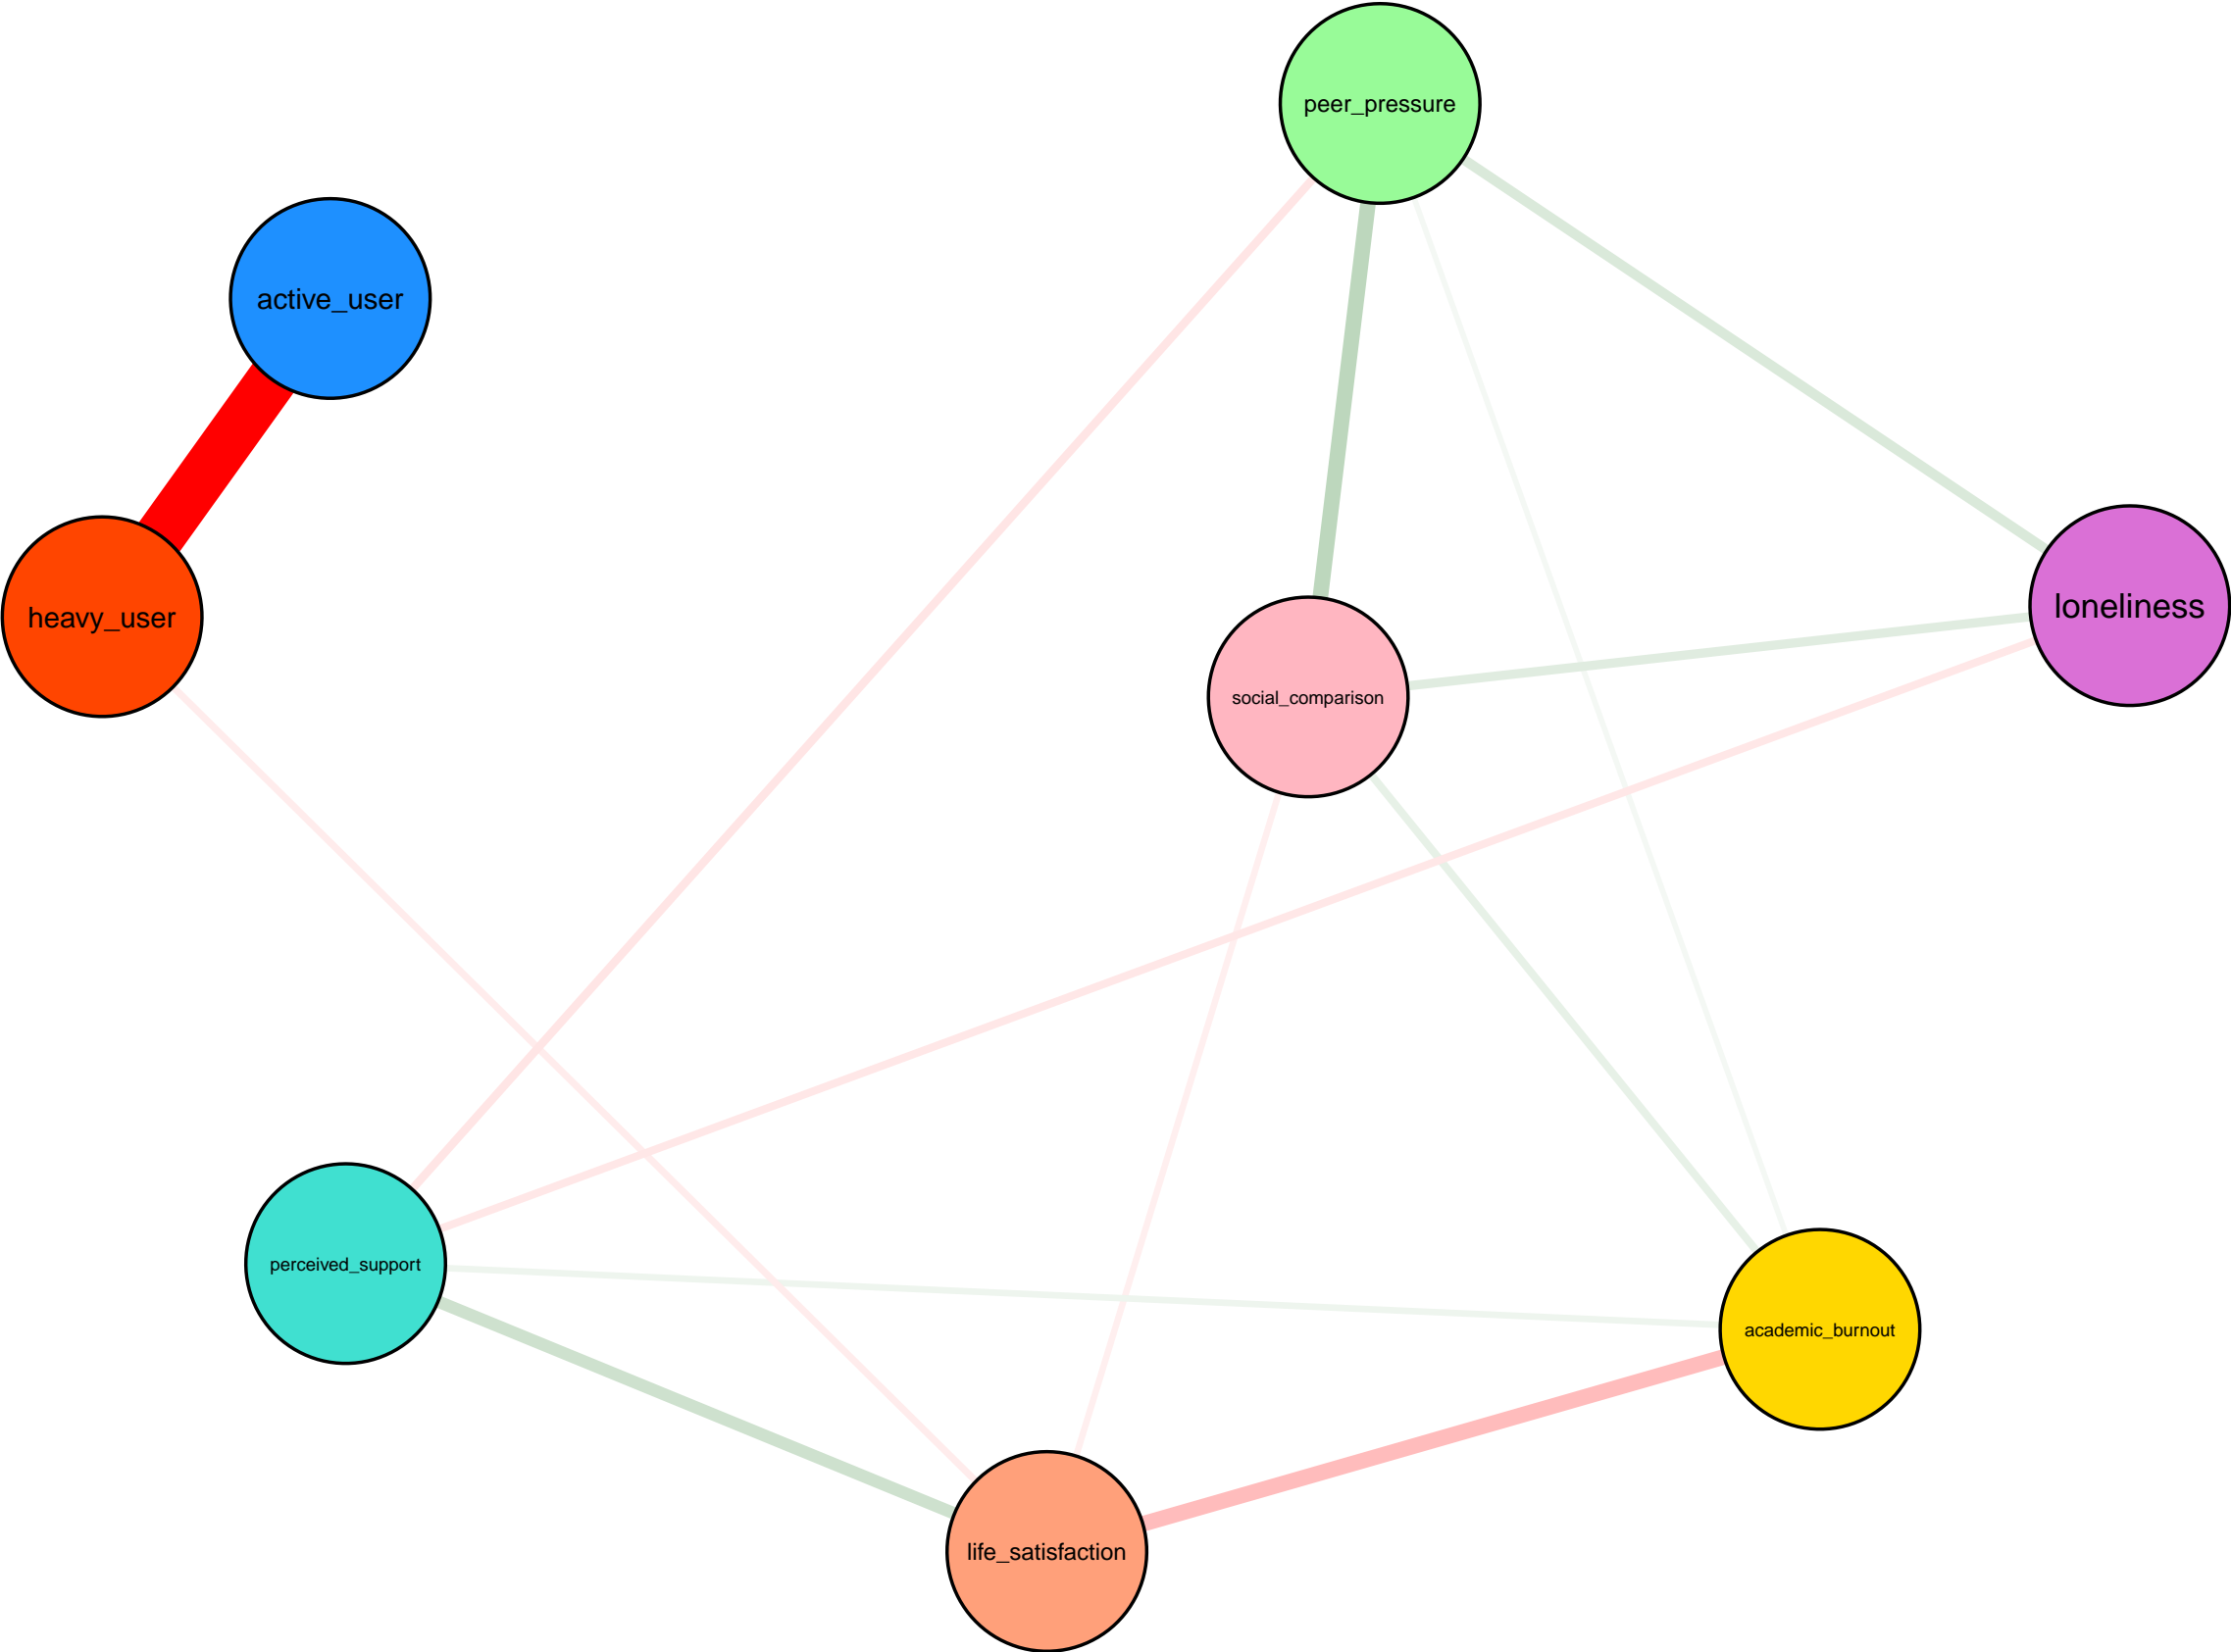 peer_pressure
active_user
loneliness
heavy_user
social_comparison
perceived_support
academic_burnout
life_satisfaction